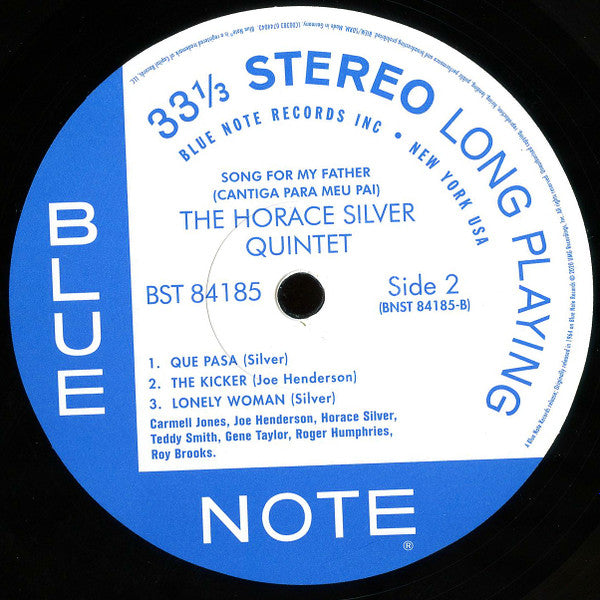 33⅓ STEREO LONG PLAYING
BLUE NOTE RECORDS INC • NEW YORK USA
SONG FOR MY FATHER
(CANTIGA PARA MEU PAI)
THE HORACE SILVER
QUINTET
BST 84185
Side 2
(BNST 84185-B)
1. QUE PASA (Silver)
2. THE KICKER (Joe Henderson)
3. LONELY WOMAN (Silver)
Carmell Jones, Joe Henderson, Horace Silver,
Teddy Smith, Gene Taylor, Roger Humphries,
Roy Brooks.
BLUE
NOTE
®